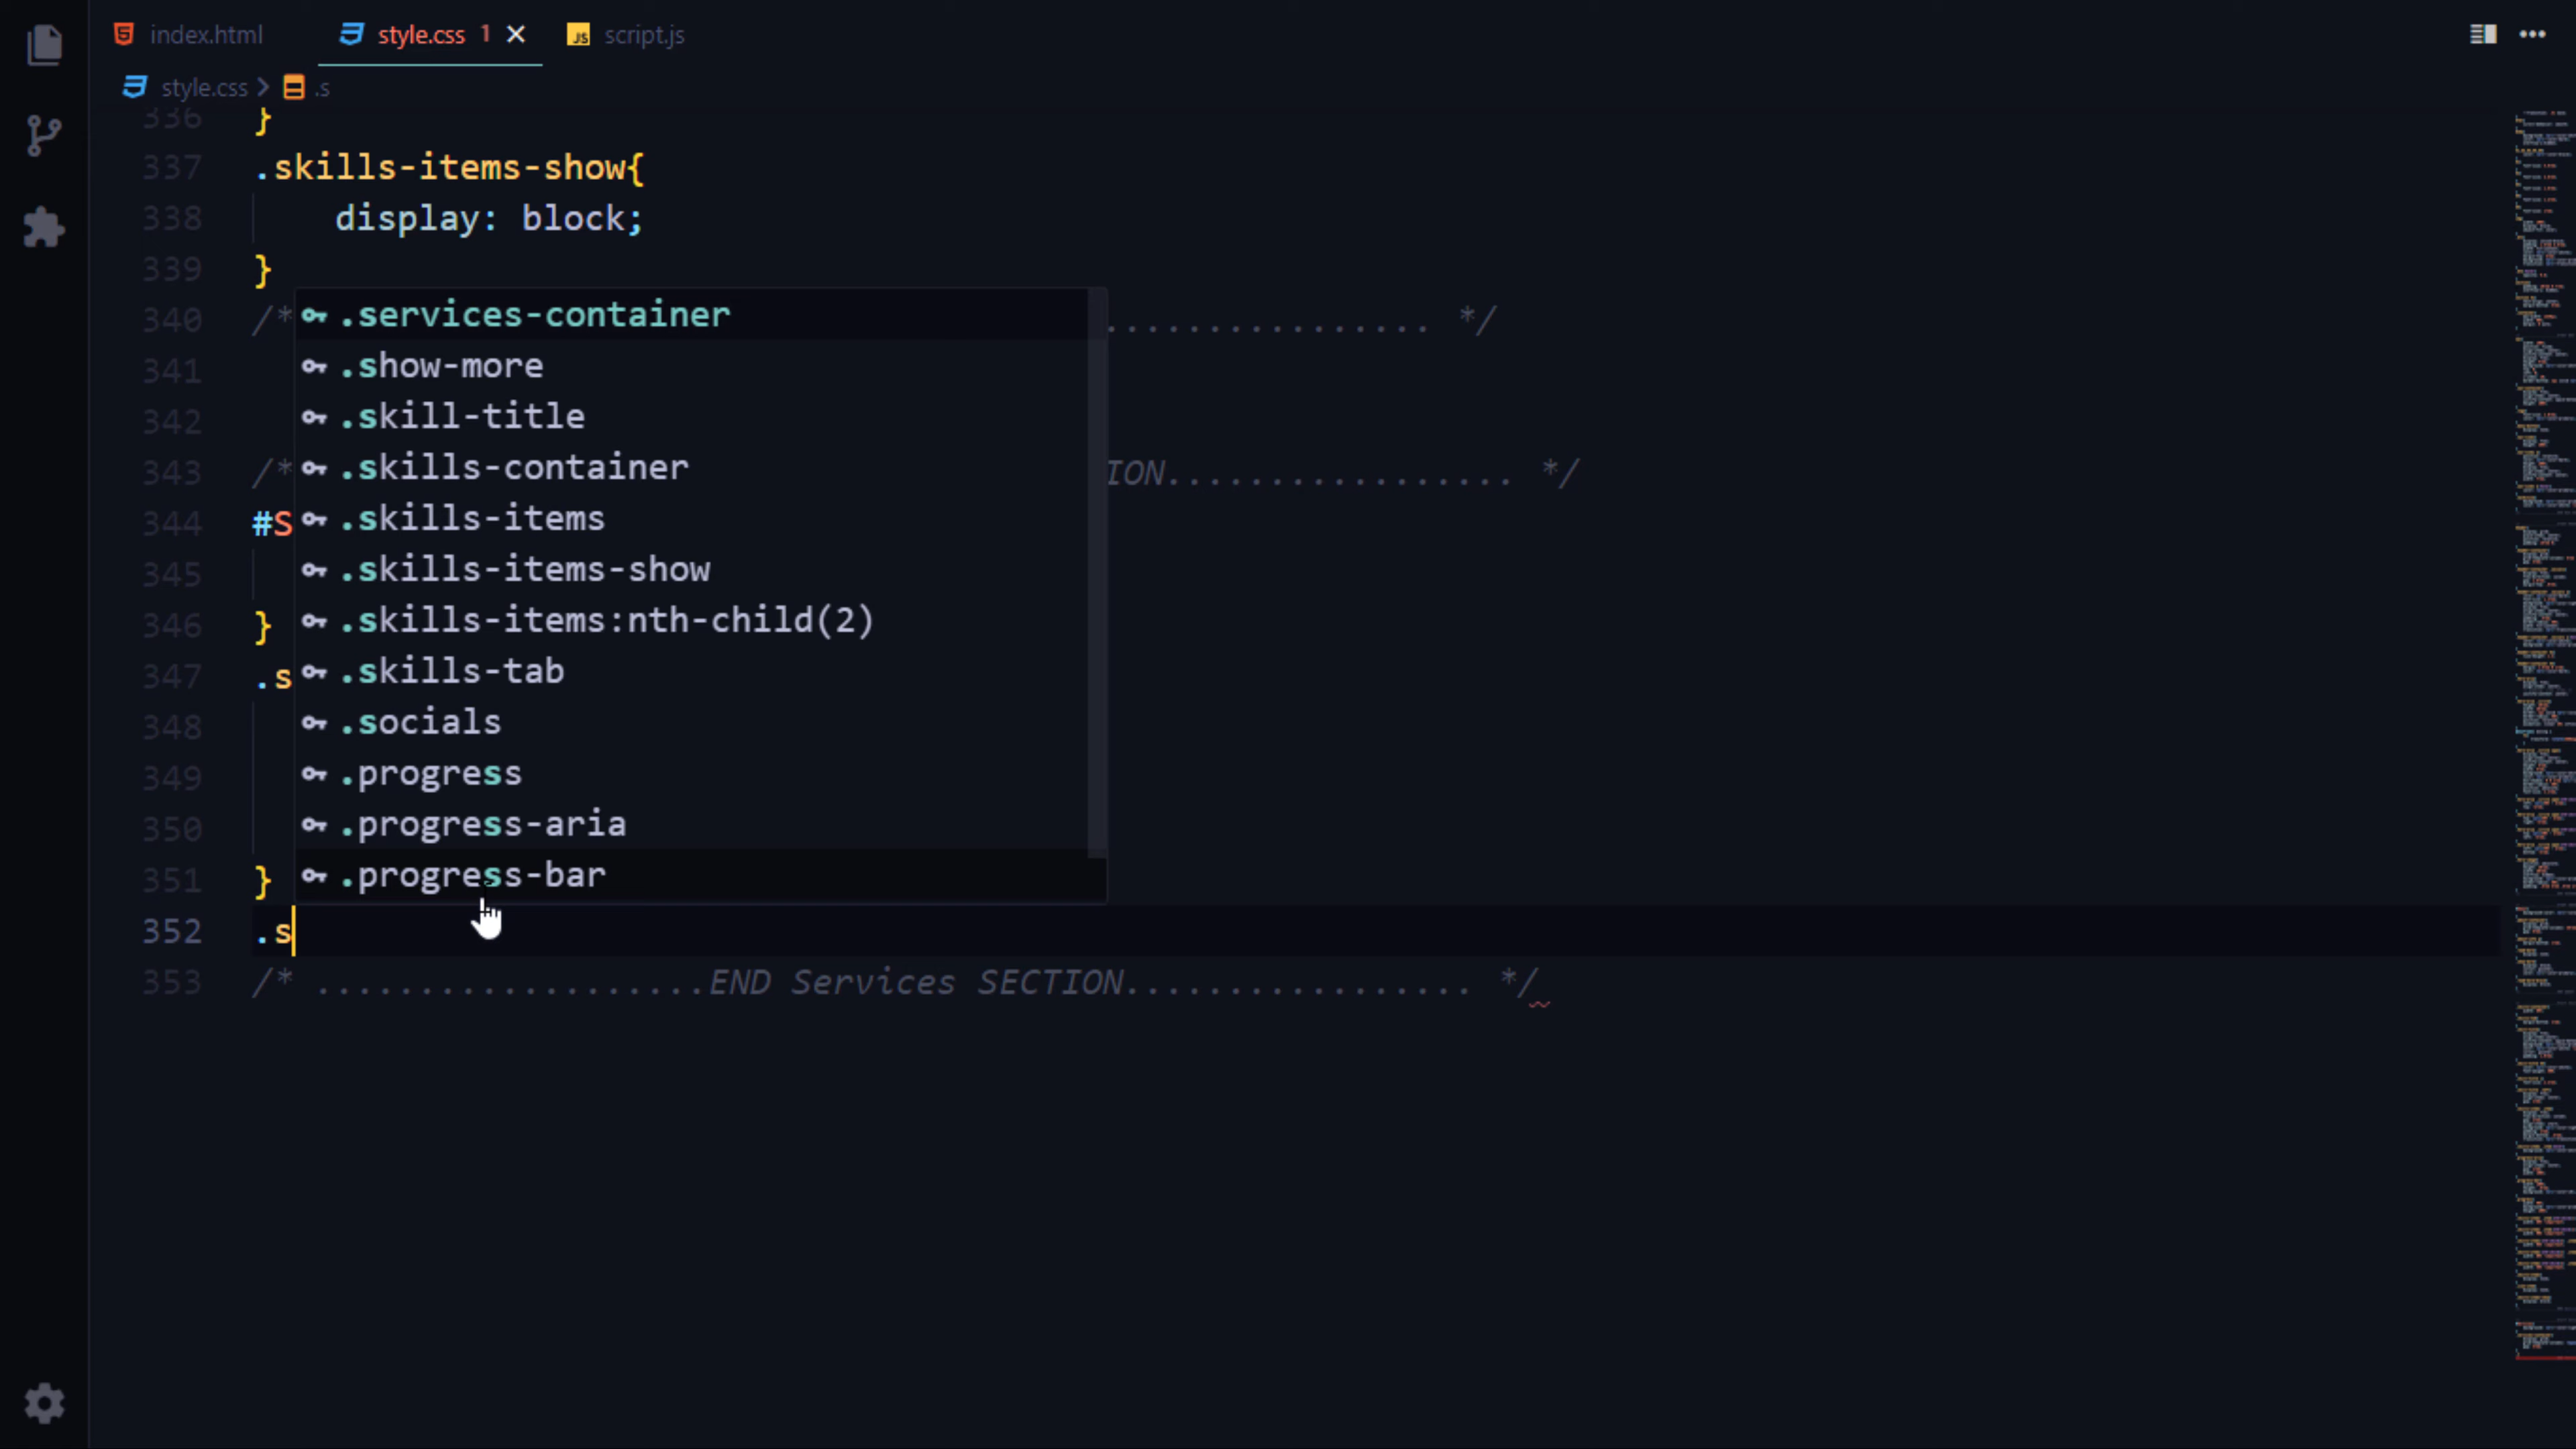 index.html style.css 1 script.js
style.css > .s
336 }
337 .skills-items-show{
338 display: block;
339 }
340 /* ................ */
341
342
343 /* ION................. */
344 #S
345
346 }
347 .s
348
349
350
351 }
.services-container
.show-more
.skill-title
.skills-container
.skills-items
.skills-items-show
.skills-items:nth-child(2)
.skills-tab
.socials
.progress
.progress-aria
.progress-bar
352 .s
353 /* ...................END Services SECTION................. */